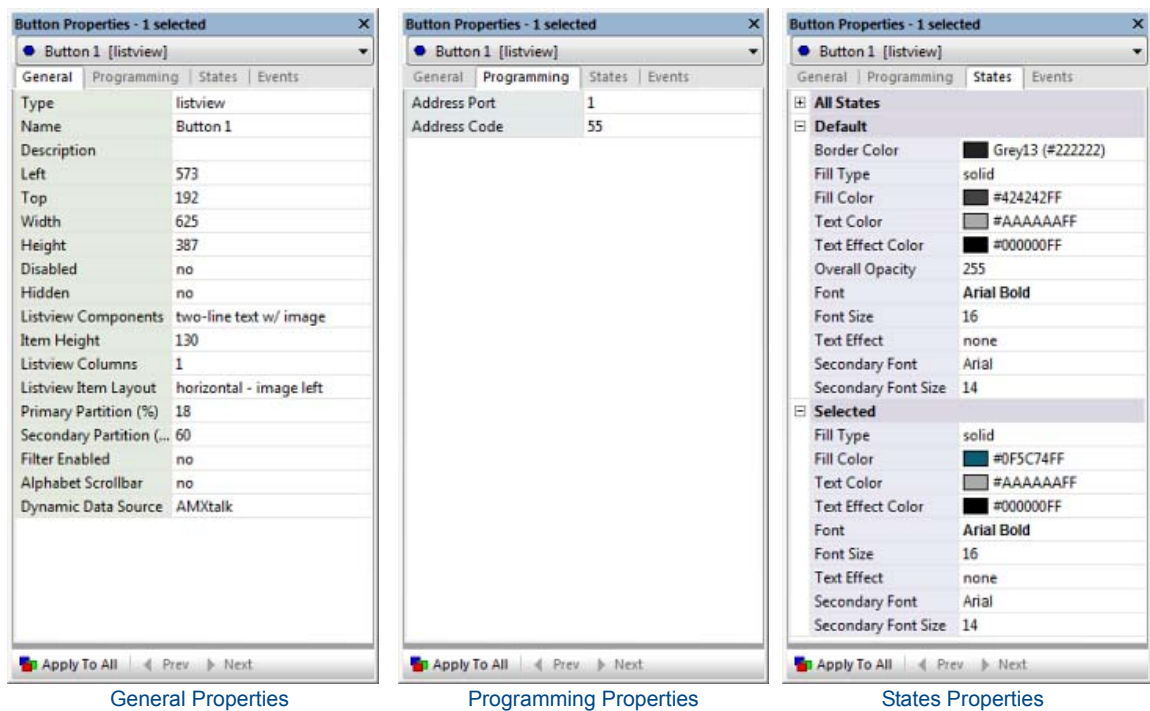 Button Properties - 1 selected
Button 1 [listview]
General Programming States Events
Type listview
Name Button 1
Description
Left 573
Top 192
Width 625
Height 387
Disabled no
Hidden no
Listview Components two-line text w/ image
Item Height 130
Listview Columns 1
Listview Item Layout horizontal - image left
Primary Partition (%) 18
Secondary Partition (... 60
Filter Enabled no
Alphabet Scrollbar no
Dynamic Data Source AMXtalk
Apply To All Prev Next
General Properties
Button Properties - 1 selected
Button 1 [listview]
General Programming States Events
Address Port 1
Address Code 55
Apply To All Prev Next
Programming Properties
Button Properties - 1 selected
Button 1 [listview]
General Programming States Events
All States
Default
Border Color Grey13 (#222222)
Fill Type solid
Fill Color #424242FF
Text Color #AAAAAAFF
Text Effect Color #000000FF
Overall Opacity 255
Font Arial Bold
Font Size 16
Text Effect none
Secondary Font Arial
Secondary Font Size 14
Selected
Fill Type solid
Fill Color #0F5C74FF
Text Color #AAAAAAFF
Text Effect Color #000000FF
Font Arial Bold
Font Size 16
Text Effect none
Secondary Font Arial
Secondary Font Size 14
Apply To All Prev Next
States Properties